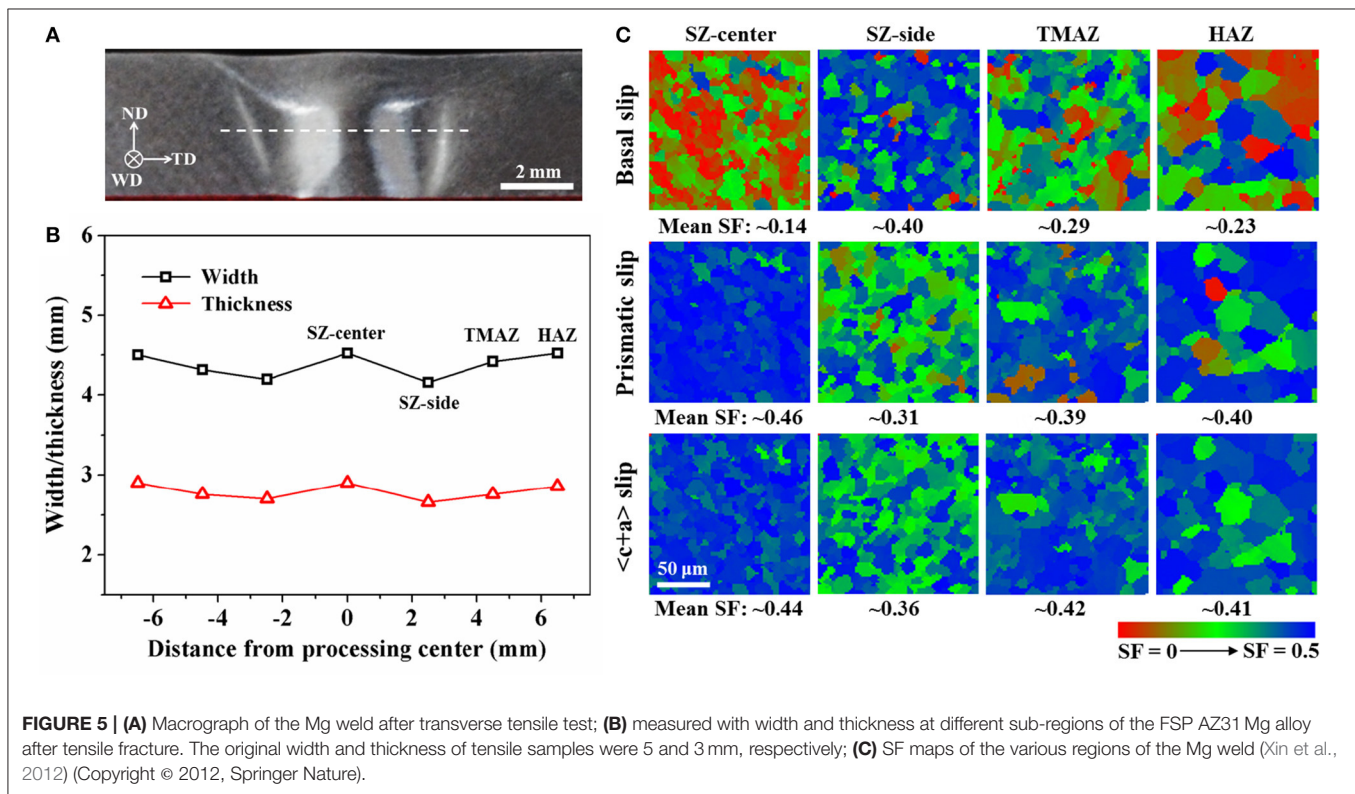 A
ND
TD
WD
2 mm
B
Width/thickness (mm)
6
5
4
3
2
Width
Thickness
SZ-center
SZ-side
TMAZ
HAZ
-6 -4 -2 0 2 4 6
Distance from processing center (mm)
C
SZ-center SZ-side TMAZ HAZ
Basal slip
Mean SF: ~0.14 ~0.40 ~0.29 ~0.23
Prismatic slip
Mean SF: ~0.46 ~0.31 ~0.39 ~0.40
<c+a> slip
50 µm
Mean SF: ~0.44 ~0.36 ~0.42 ~0.41
SF = 0 → SF = 0.5
FIGURE 5 | (A) Macrograph of the Mg weld after transverse tensile test; (B) measured with width and thickness at different sub-regions of the FSP AZ31 Mg alloy
after tensile fracture. The original width and thickness of tensile samples were 5 and 3 mm, respectively; (C) SF maps of the various regions of the Mg weld (Xin et al.,
2012) (Copyright © 2012, Springer Nature).